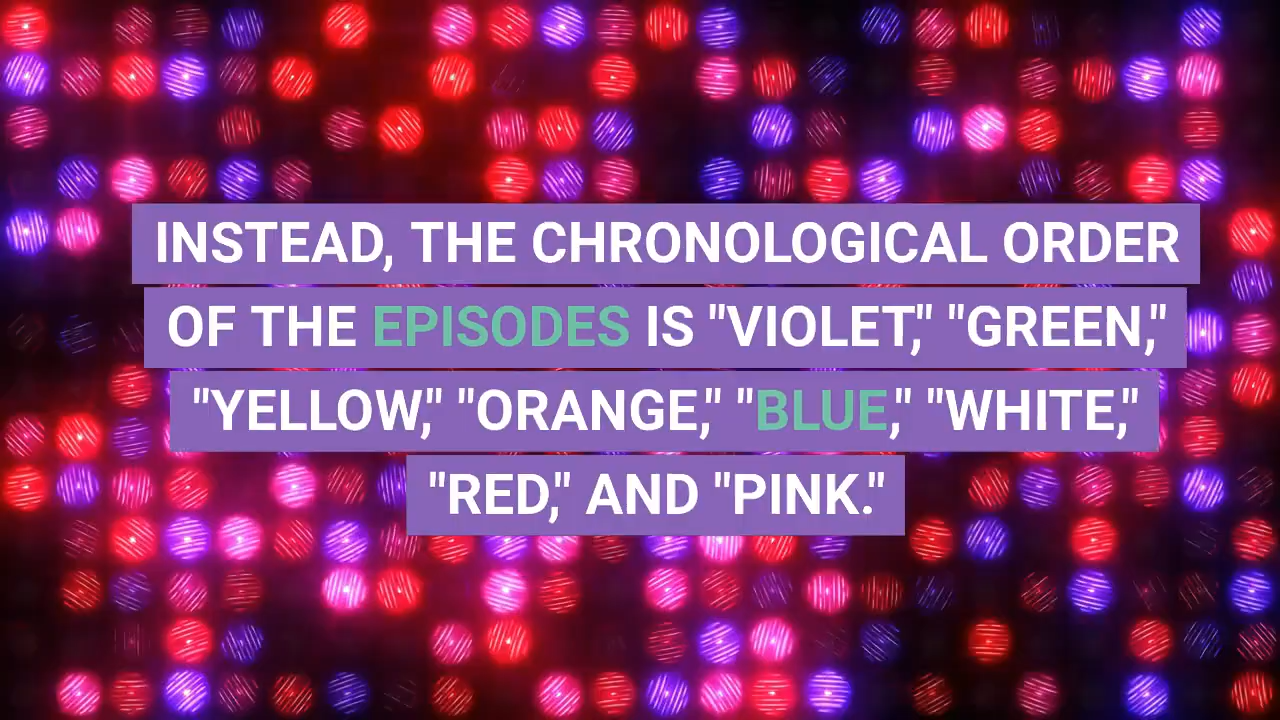 INSTEAD, THE CHRONOLOGICAL ORDER
OF THE EPISODES IS "VIOLET," "GREEN,"
"YELLOW," "ORANGE," "BLUE," "WHITE,"
"RED," AND "PINK."